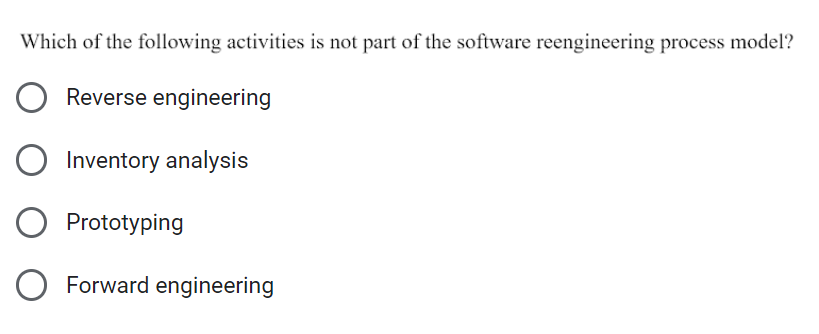 Which of the following activities is not part of the software reengineering process model?
Reverse engineering
Inventory analysis
Prototyping
Forward engineering